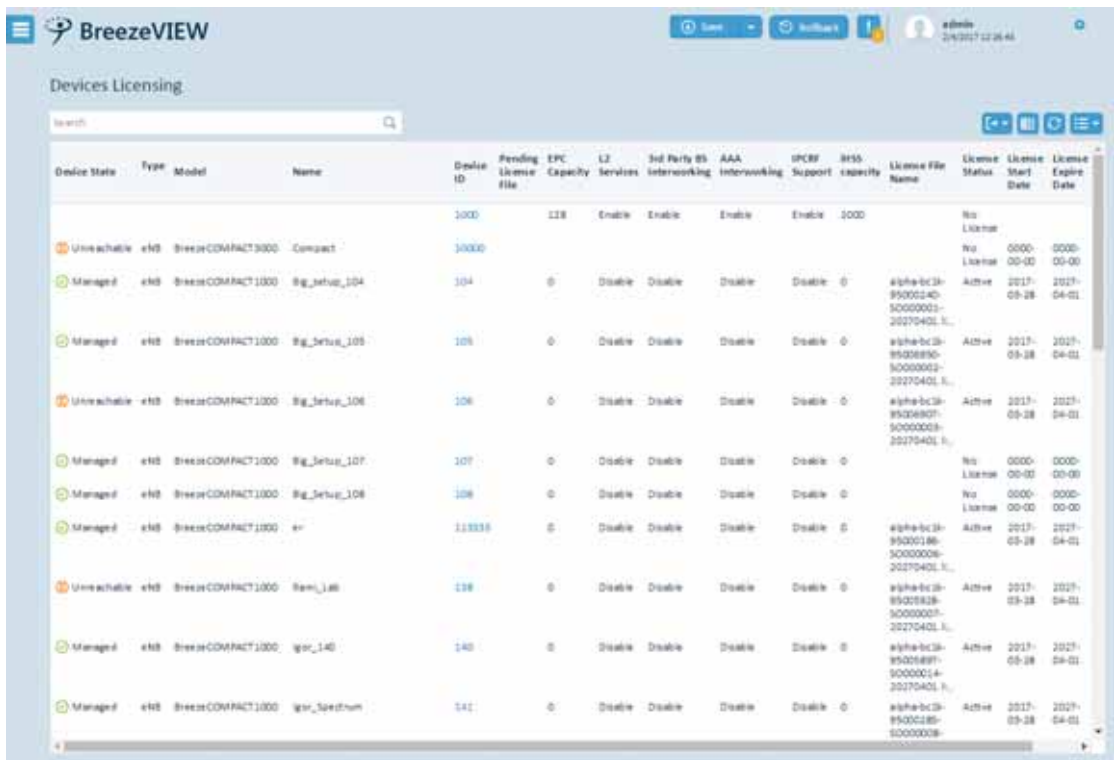 BreezeVIEW
Save
Rollback
admin
Devices Licensing
Search
Device State Type Model Name Device ID Pending License File EPC Capacity L2 Services 3rd Party BS Interworking AAA Interworking IPCRF Support IHSS capacity License File Name License Status License Start Date License Expire Date
1000 128 Enable Enable Enable Enable 1000 No License
Unreachable eNB BreezeCOMPACT3000 Compact 10000 No License 0000-00-00 0000-00-00
Managed eNB BreezeCOMPACT1000 Big_setup_104 104 0 Disable Disable Disable Disable 0 Active 2017-03-28 2027-04-01
Managed eNB BreezeCOMPACT1000 Big_Setup_105 105 0 Disable Disable Disable Disable 0 Active 2017-03-28 2027-04-01
Unreachable eNB BreezeCOMPACT1000 Big_Setup_106 106 0 Disable Disable Disable Disable 0 Active 2017-03-28 2027-04-01
Managed eNB BreezeCOMPACT1000 Big_Setup_107 107 0 Disable Disable Disable Disable 0 No License 0000-00-00 0000-00-00
Managed eNB BreezeCOMPACT1000 Big_Setup_108 108 0 Disable Disable Disable Disable 0 No License 0000-00-00 0000-00-00
Managed eNB BreezeCOMPACT1000 0 Disable Disable Disable Disable 0 Active 2017-03-28 2027-04-01
Unreachable eNB BreezeCOMPACT1000 138 0 Disable Disable Disable Disable 0 Active 2017-03-28 2027-04-01
Managed eNB BreezeCOMPACT1000 Igor_140 140 0 Disable Disable Disable Disable 0 Active 2017-03-28 2027-04-01
Managed eNB BreezeCOMPACT1000 Igor_Spectrum 141 0 Disable Disable Disable Disable 0 Active 2017-03-28 2027-04-01